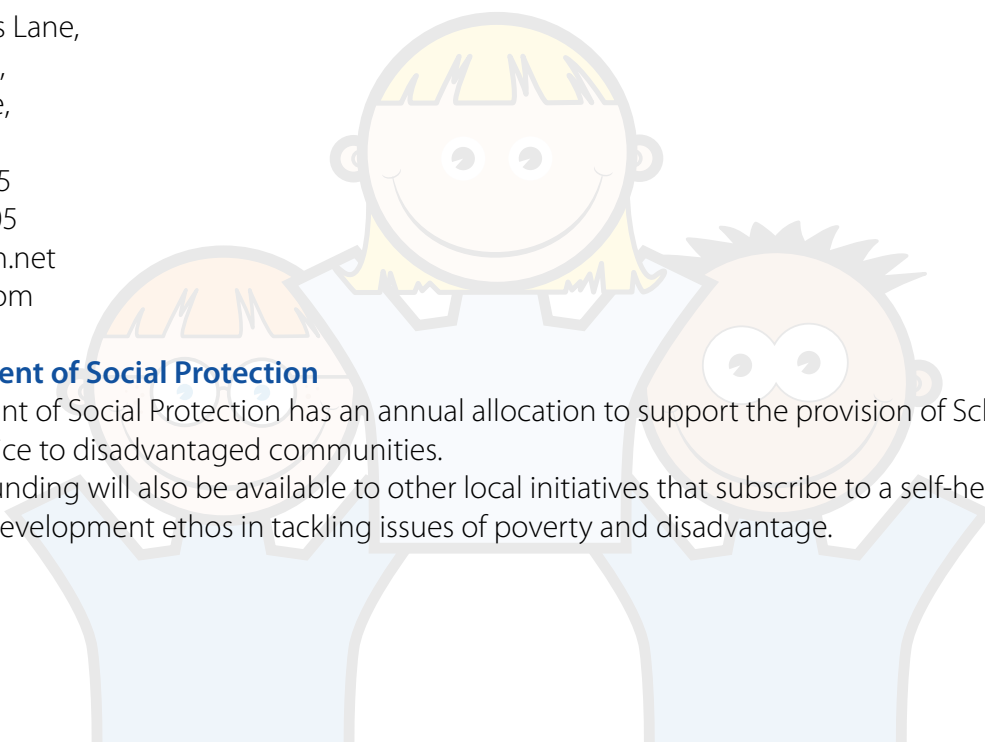 s Lane,
,
e,
5
05
n.net
om
ent of Social Protection
nt of Social Protection has an annual allocation to support the provision of Sc
ce to disadvantaged communities.
unding will also be available to other local initiatives that subscribe to a self-he
evelopment ethos in tackling issues of poverty and disadvantage.